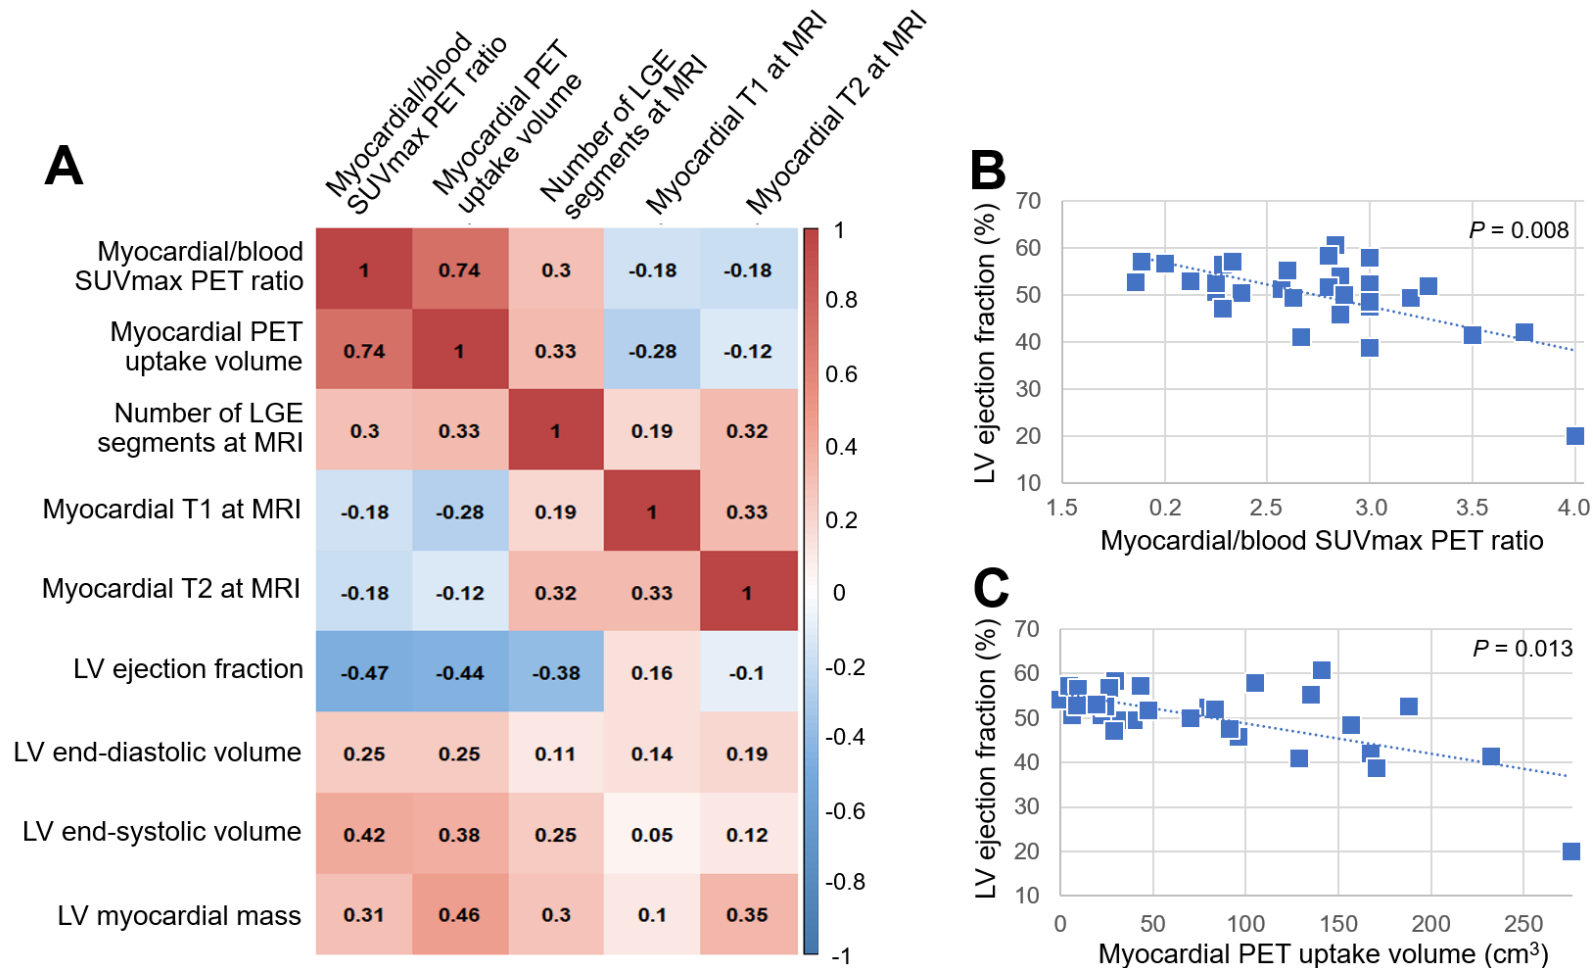 A
Myocardial/blood
SUVmax PET ratio
Myocardial PET
uptake volume
Number of LGE
segments at MRI
Myocardial T1 at MRI
Myocardial T2 at MRI
Myocardial/blood
SUVmax PET ratio
1 0.74 0.3 -0.18 -0.18
Myocardial PET
uptake volume
0.74 1 0.33 -0.28 -0.12
Number of LGE
segments at MRI
0.3 0.33 1 0.19 0.32
Myocardial T1 at MRI
-0.18 -0.28 0.19 1 0.33
Myocardial T2 at MRI
-0.18 -0.12 0.32 0.33 1
LV ejection fraction
-0.47 -0.44 -0.38 0.16 -0.1
LV end-diastolic volume
0.25 0.25 0.11 0.14 0.19
LV end-systolic volume
0.42 0.38 0.25 0.05 0.12
LV myocardial mass
0.31 0.46 0.3 0.1 0.35
1
0.8
0.6
0.4
0.2
0
-0.2
-0.4
-0.6
-0.8
-1
B
LV ejection fraction (%)
70
60
50
40
30
20
10
P = 0.008
1.5 0.2 2.5 3.0 3.5 4.0
Myocardial/blood SUVmax PET ratio
C
LV ejection fraction (%)
70
60
50
40
30
20
10
P = 0.013
0 50 100 150 200 250
Myocardial PET uptake volume (cm³)